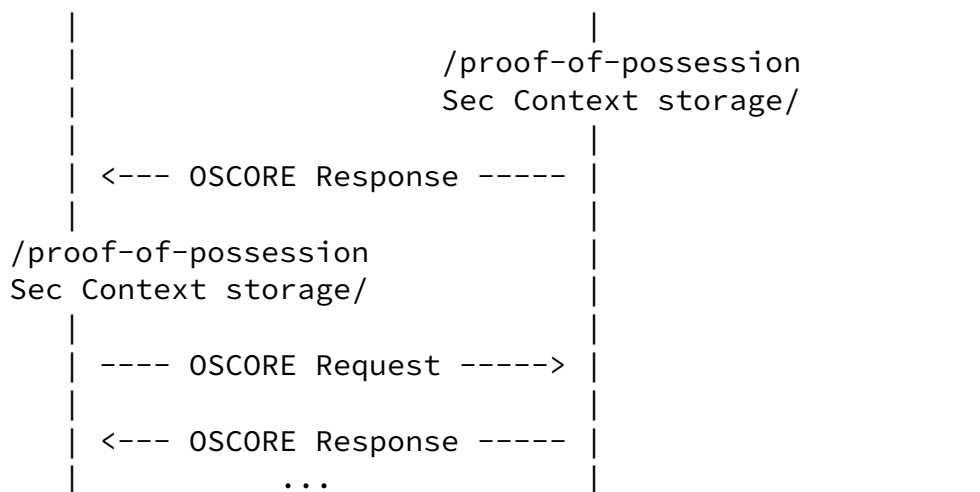 /proof-of-possession
Sec Context storage/
<--- OSCORE Response -----
/proof-of-possession
Sec Context storage/
---- OSCORE Request ----->
<--- OSCORE Response -----
...